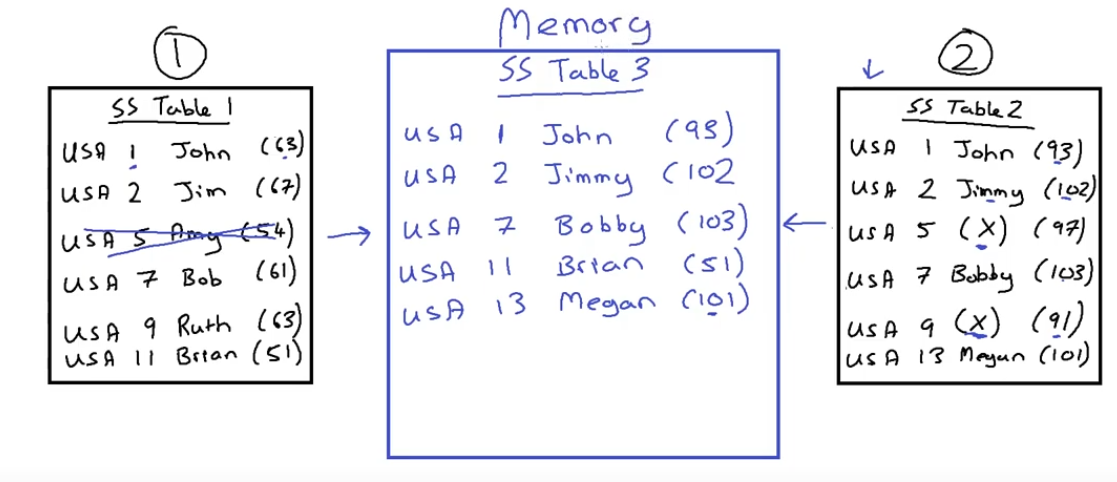 Memory
1
SS Table 1
USA 1 John (63)
USA 2 Jim (67)
USA 5 Amy (54)
USA 7 Bob (61)
USA 9 Ruth (63)
USA 11 Brian (51)
SS Table 3
USA 1 John (93)
USA 2 Jimmy (102
USA 7 Bobby (103)
USA 11 Brian (51)
USA 13 Megan (101)
2
SS Table 2
USA 1 John (93)
USA 2 Jimmy (102)
USA 5 (X) (97)
USA 7 Bobby (103)
USA 9 (X) (91)
USA 13 Megan (101)